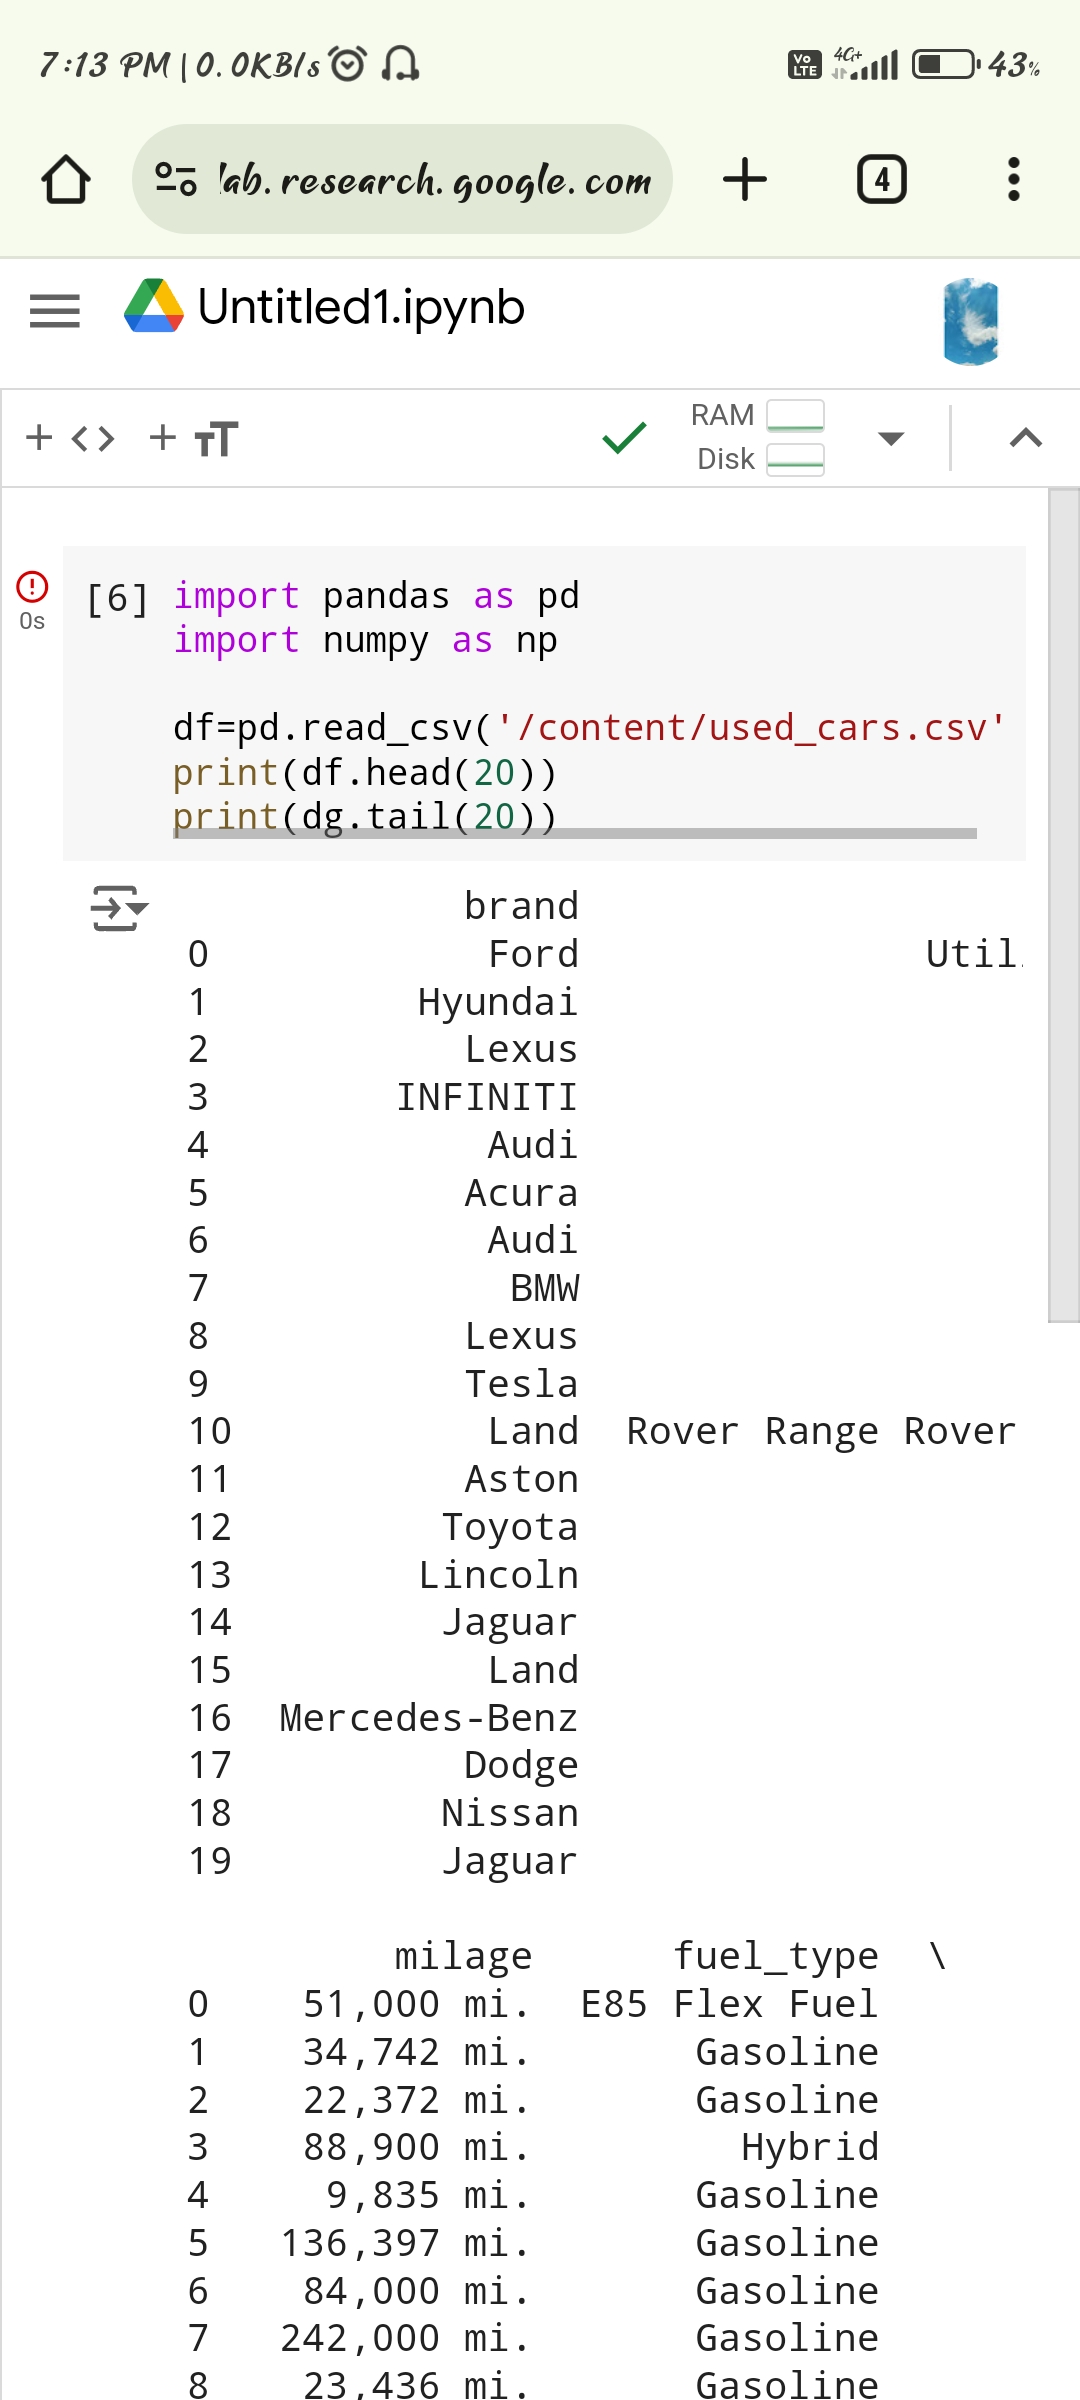 7:13 PM | 0.0KB/s Vo LTE 4G+ 43%
lab.research.google.com 4
Untitled1.ipynb
RAM
Disk
[6] import pandas as pd
0s
import numpy as np
df=pd.read_csv('/content/used_cars.csv'
print(df.head(20))
print(dg.tail(20))
brand
0 Ford Utili
1 Hyundai
2 Lexus
3 INFINITI
4 Audi
5 Acura
6 Audi
7 BMW
8 Lexus
9 Tesla
10 Land Rover Range Rover
11 Aston
12 Toyota
13 Lincoln
14 Jaguar
15 Land
16 Mercedes-Benz
17 Dodge
18 Nissan
19 Jaguar
milage fuel_type \
0 51,000 mi. E85 Flex Fuel
1 34,742 mi. Gasoline
2 22,372 mi. Gasoline
3 88,900 mi. Hybrid
4 9,835 mi. Gasoline
5 136,397 mi. Gasoline
6 84,000 mi. Gasoline
7 242,000 mi. Gasoline
8 23,436 mi. Gasoline